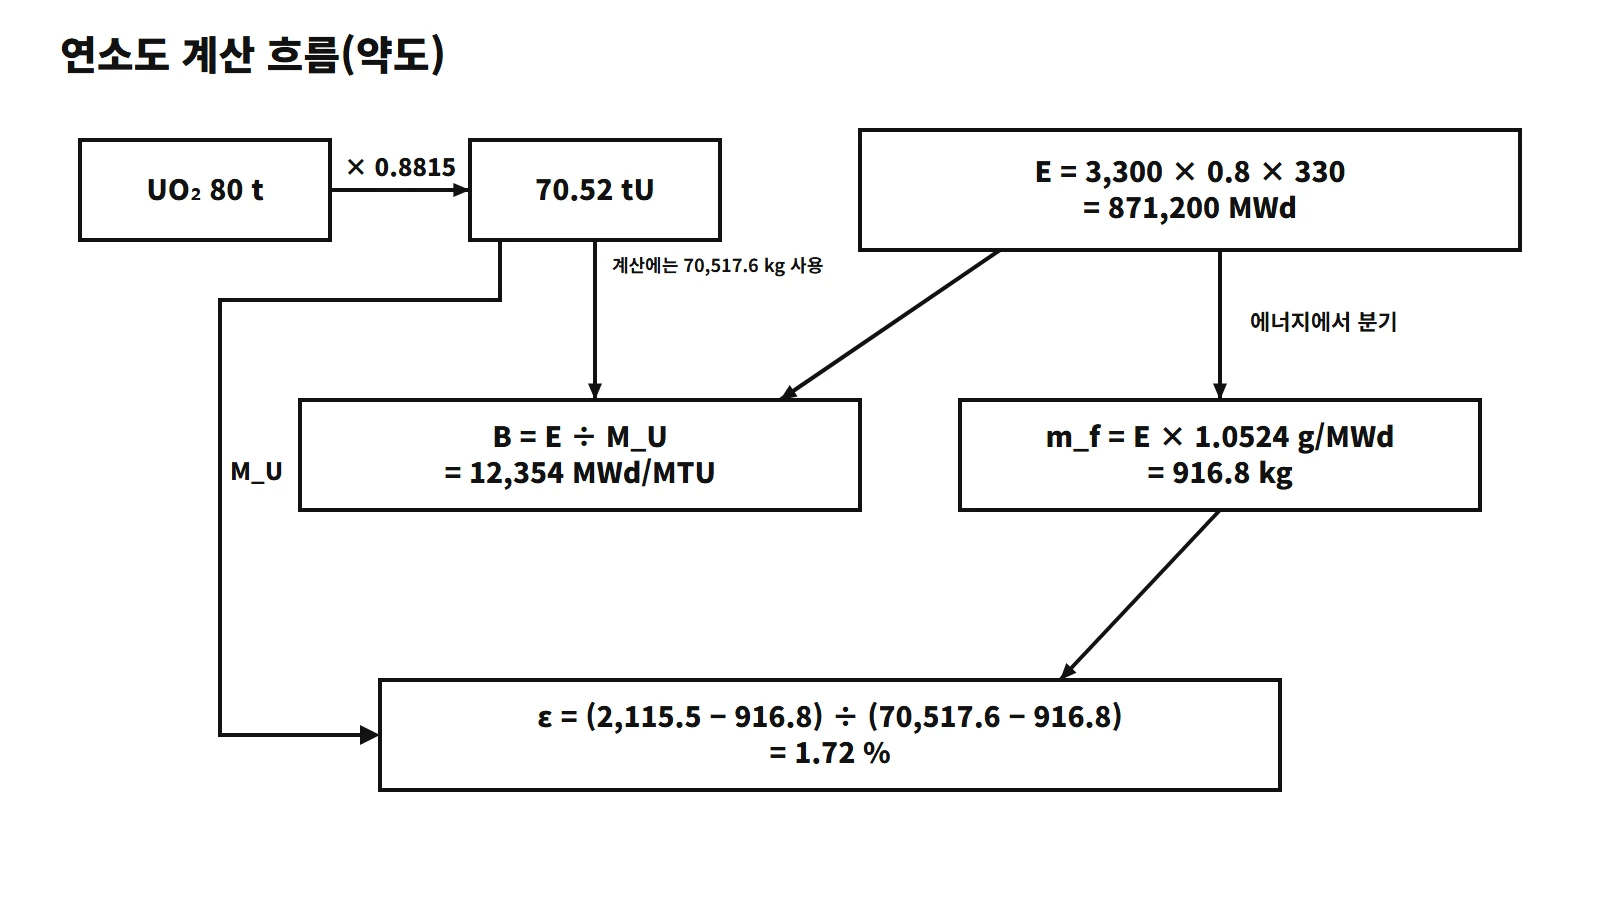 연소도 계산 흐름(약도)
UO₂ 80 t
× 0.8815
70.52 tU
E = 3,300 × 0.8 × 330
= 871,200 MWd
계산에는 70,517.6 kg 사용
에너지에서 분기
B = E ÷ M_U
= 12,354 MWd/MTU
m_f = E × 1.0524 g/MWd
= 916.8 kg
M_U
ε = (2,115.5 − 916.8) ÷ (70,517.6 − 916.8)
= 1.72 %